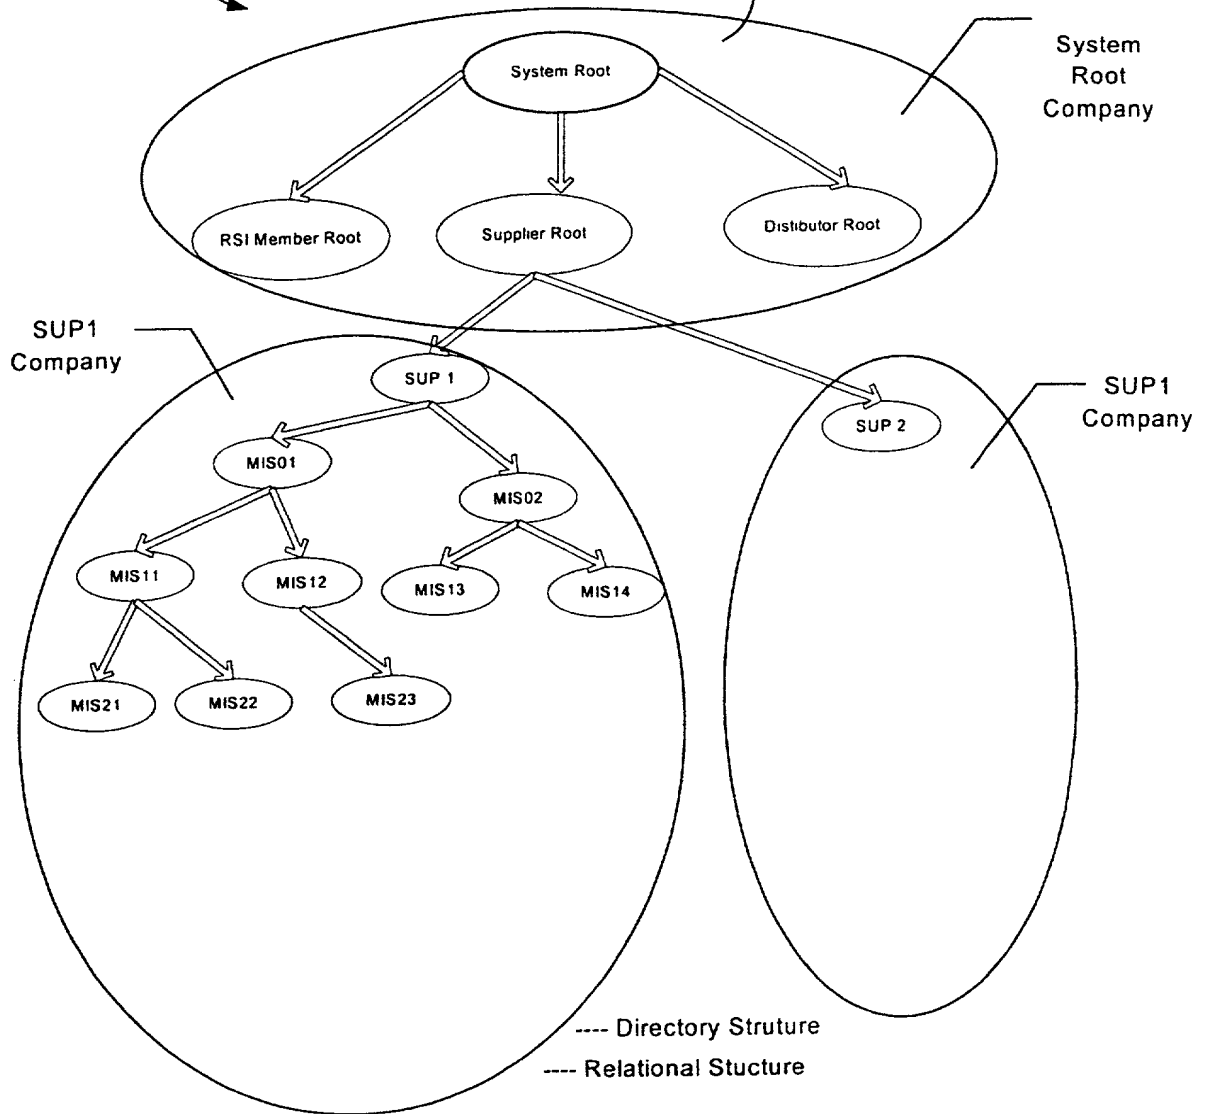 System Root
System
Root
Company
RSI Member Root
Supplier Root
Distibutor Root
SUP1
Company
SUP 1
SUP 2
SUP1
Company
MIS01
MIS02
MIS11
MIS12
MIS13
MIS14
MIS21
MIS22
MIS23
---- Directory Struture
---- Relational Stucture